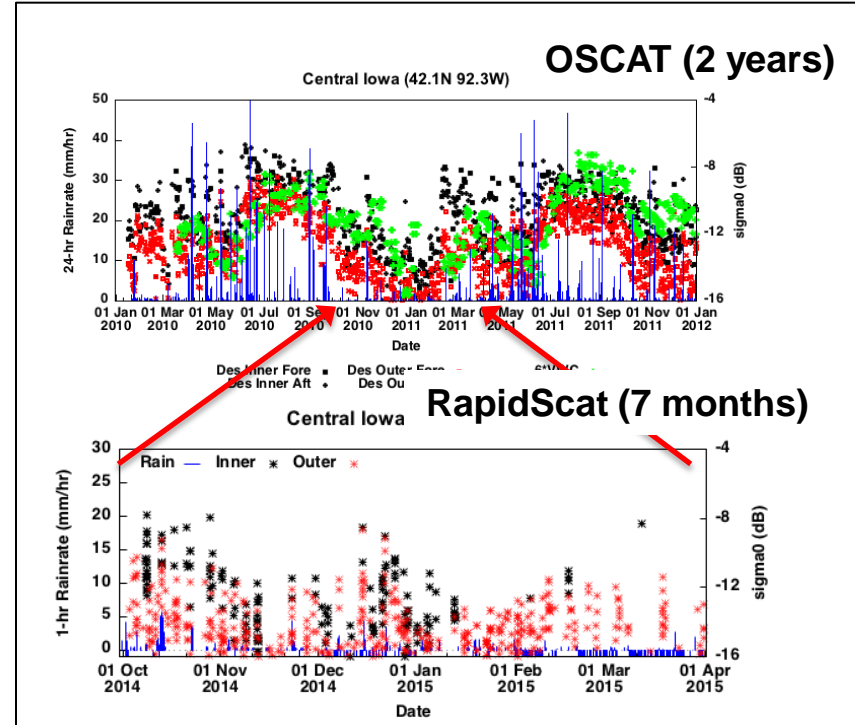 OSCAT (2 years)
Central Iowa (42.1N 92.3W)
50
40
30
20
10
0
-4
-8
-12
-16
24-hr Rainrate (mm/hr)
sigma0 (dB)
01 Jan 01 Mar 01 May 01 Jul 01 Sep 01 Nov 01 Jan 01 Mar 01 May 01 Jul 01 Sep 01 Nov 01 Jan
2010 2010 2010 2010 2010 2010 2011 2011 2011 2011 2011 2011 2012
Date
Des Inner Fore Des Outer Fore
Des Inner Aft Des Ou
RapidScat (7 months)
Central Iowa
30
25
20
15
10
5
0
-4
-8
-12
-16
Rain Inner Outer
1-hr Rainrate (mm/hr)
sigma0 (dB)
01 Oct 01 Nov 01 Dec 01 Jan 01 Feb 01 Mar 01 Apr
2014 2014 2014 2015 2015 2015 2015
Date